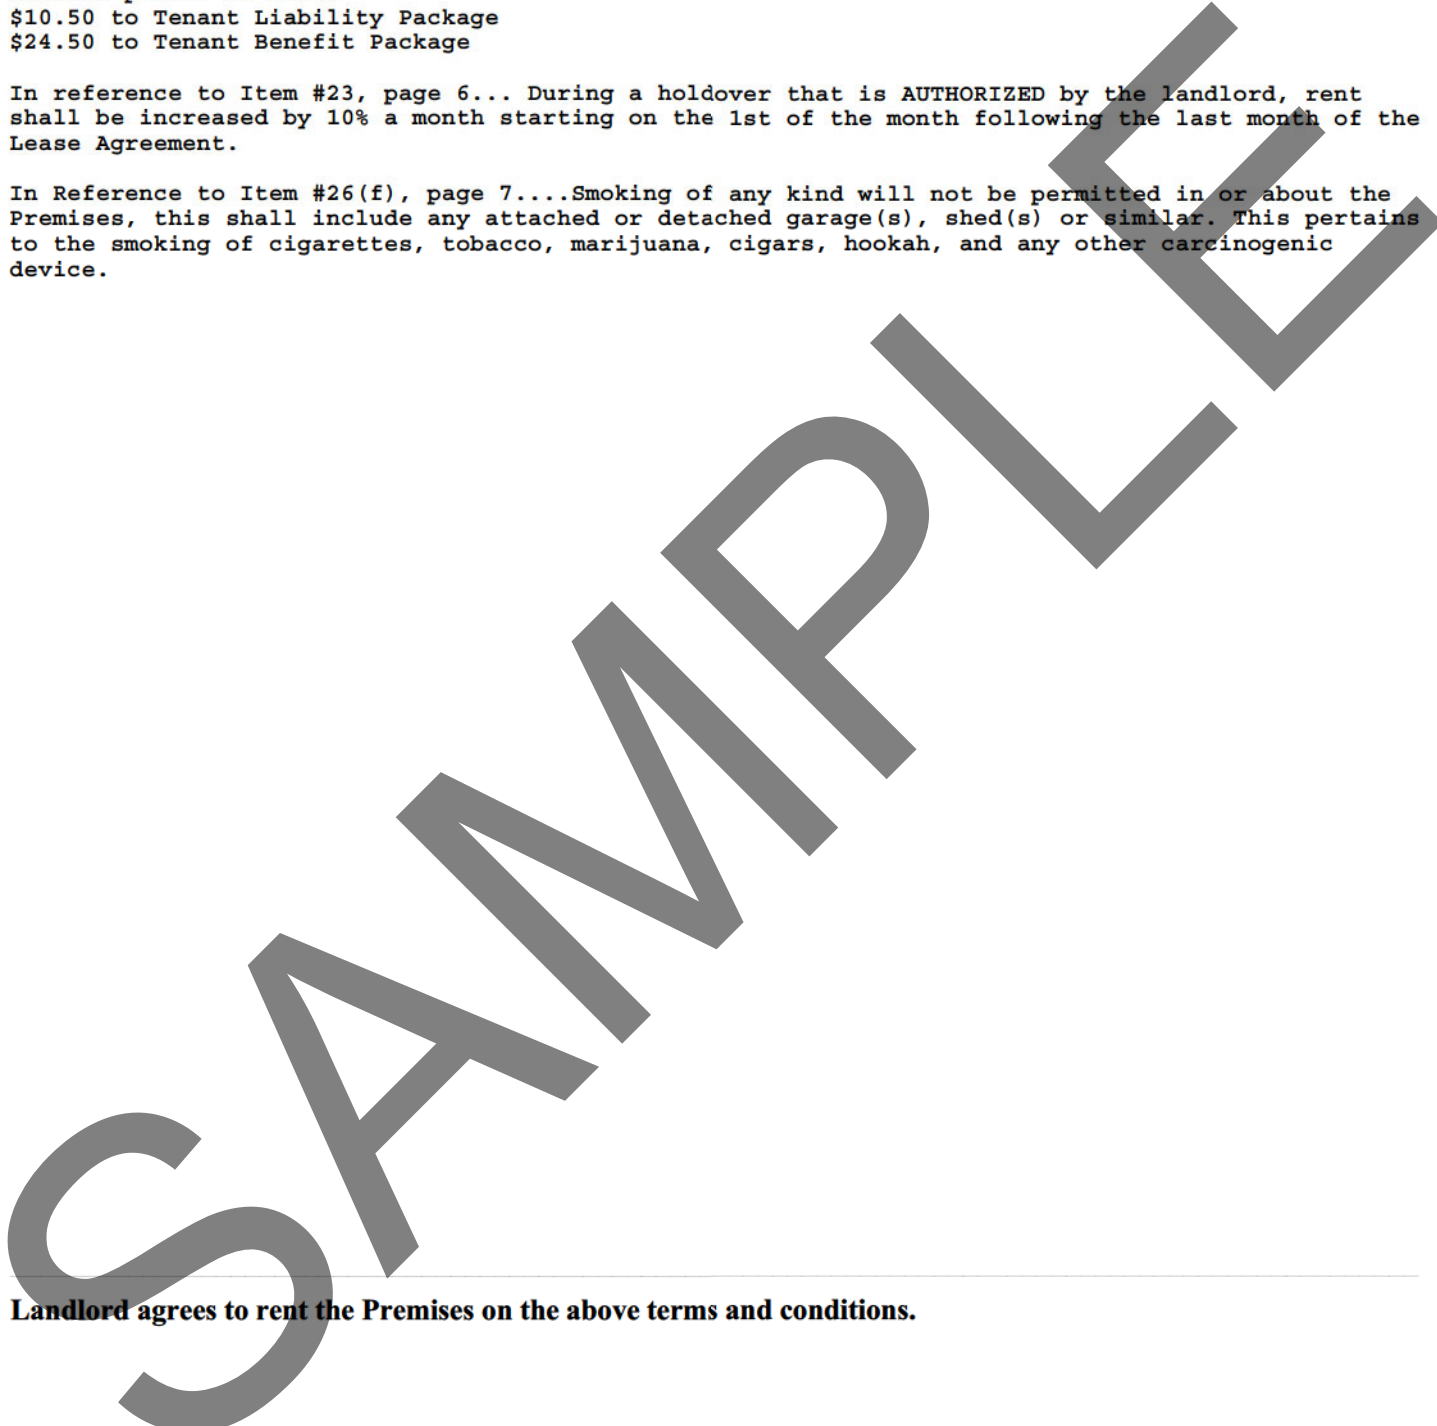 $10.50 to Tenant Liability Package
$24.50 to Tenant Benefit Package
In reference to Item #23, page 6... During a holdover that is AUTHORIZED by the landlord, rent
shall be increased by 10% a month starting on the 1st of the month following the last month of the
Lease Agreement.
In Reference to Item #26(f), page 7....Smoking of any kind will not be permitted in or about the
Premises, this shall include any attached or detached garage(s), shed(s) or similar. This pertains
to the smoking of cigarettes, tobacco, marijuana, cigars, hookah, and any other carcinogenic
device.
SAMPLE
Landlord agrees to rent the Premises on the above terms and conditions.